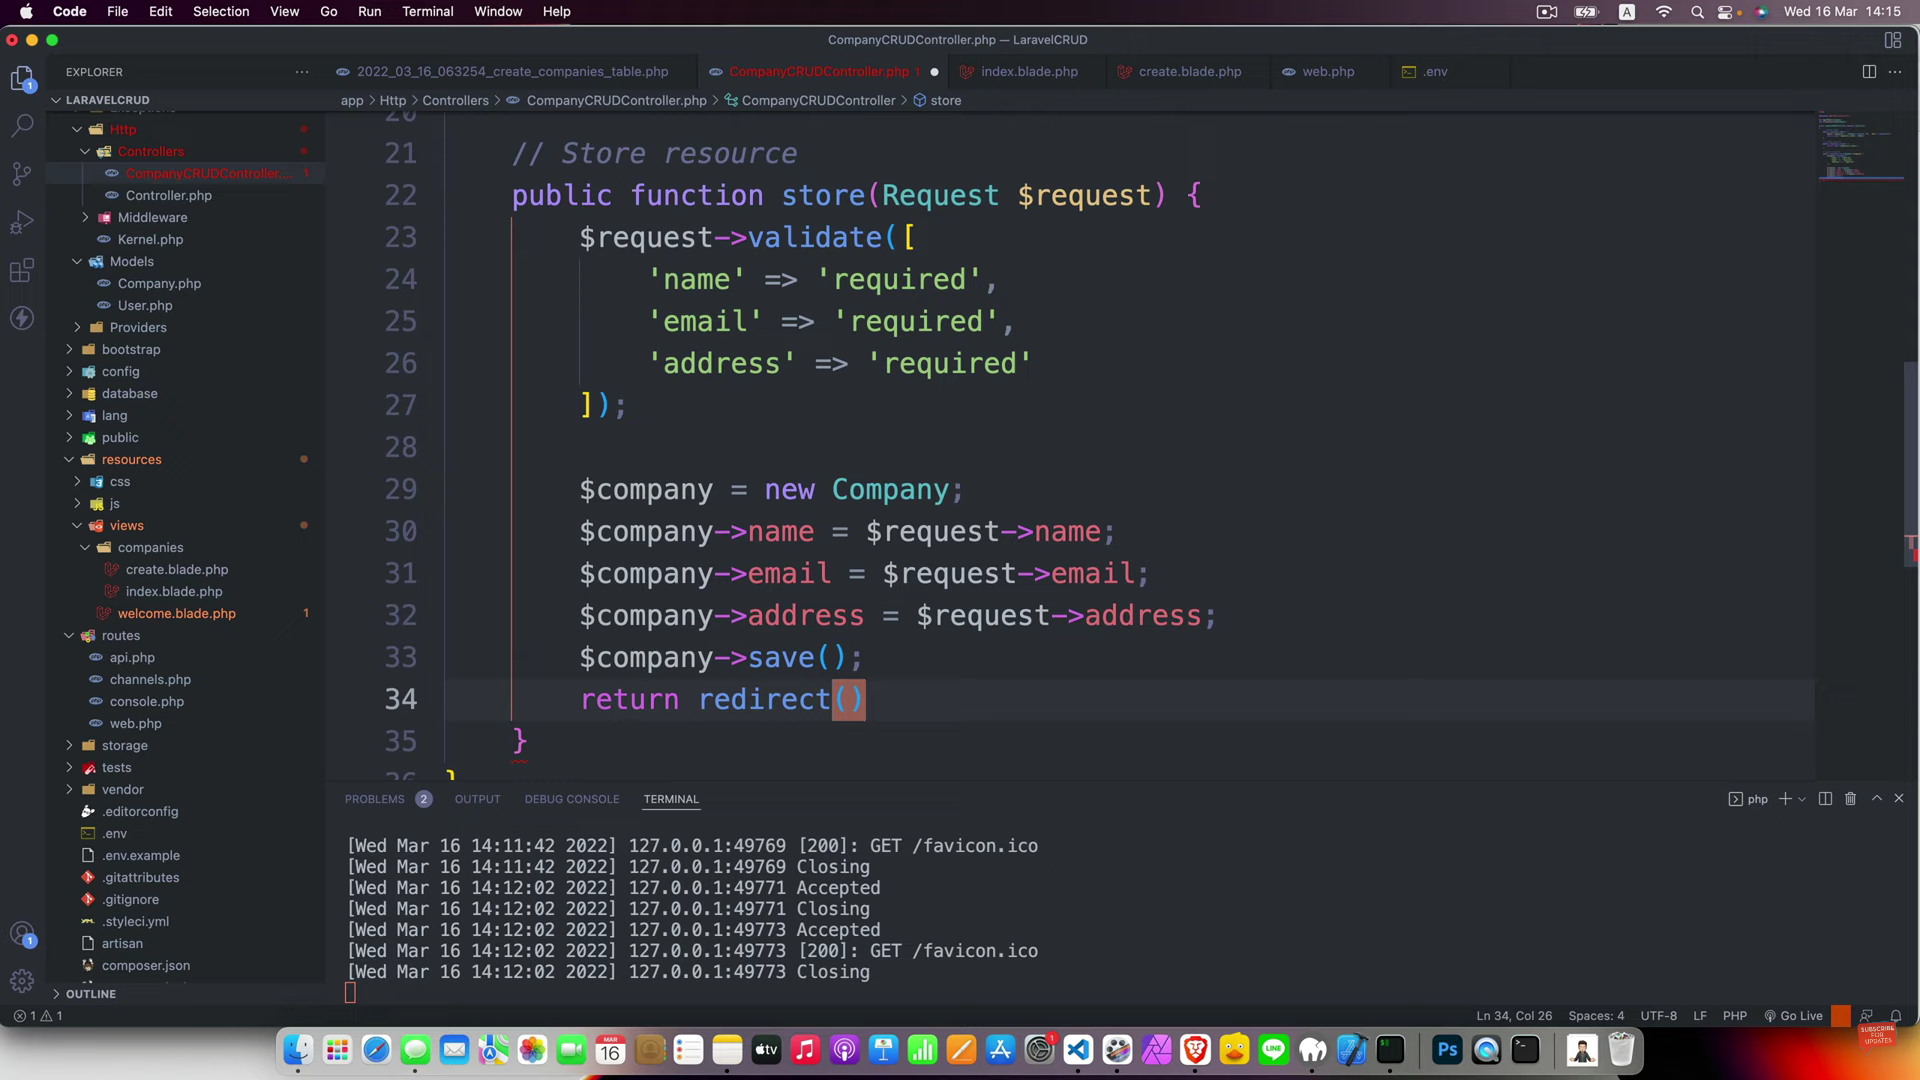 Code File Edit Selection View Go Run Terminal Window Help
A
Wed 16 Mar 14:15
CompanyCRUDController.php — LaravelCRUD
EXPLORER
2022_03_16_063254_create_companies_table.php
CompanyCRUDController.php 1
index.blade.php
create.blade.php
web.php
.env
LARAVELCRUD
app > Http > Controllers > CompanyCRUDController.php > CompanyCRUDController > store
Http
Controllers
CompanyCRUDController.... 1
Controller.php
Middleware
Kernel.php
Models
Company.php
User.php
Providers
bootstrap
config
database
lang
public
resources
css
js
views
companies
create.blade.php
index.blade.php
welcome.blade.php 1
routes
api.php
channels.php
console.php
web.php
storage
tests
vendor
.editorconfig
.env
.env.example
.gitattributes
.gitignore
.styleci.yml
artisan
composer.json
OUTLINE
20
21 // Store resource
22 public function store(Request $request) {
23 $request->validate([
24 'name' => 'required',
25 'email' => 'required',
26 'address' => 'required'
27 ]);
28
29 $company = new Company;
30 $company->name = $request->name;
31 $company->email = $request->email;
32 $company->address = $request->address;
33 $company->save();
34 return redirect()
35 }
}
PROBLEMS 2 OUTPUT DEBUG CONSOLE TERMINAL
php
[Wed Mar 16 14:11:42 2022] 127.0.0.1:49769 [200]: GET /favicon.ico
[Wed Mar 16 14:11:42 2022] 127.0.0.1:49769 Closing
[Wed Mar 16 14:12:02 2022] 127.0.0.1:49771 Accepted
[Wed Mar 16 14:12:02 2022] 127.0.0.1:49771 Closing
[Wed Mar 16 14:12:02 2022] 127.0.0.1:49773 Accepted
[Wed Mar 16 14:12:02 2022] 127.0.0.1:49773 [200]: GET /favicon.ico
[Wed Mar 16 14:12:02 2022] 127.0.0.1:49773 Closing
1 1
Ln 34, Col 26 Spaces: 4 UTF-8 LF PHP Go Live
SUBSCRIBE
FOR
UPDATES
MAR
16
tv
1
Ps